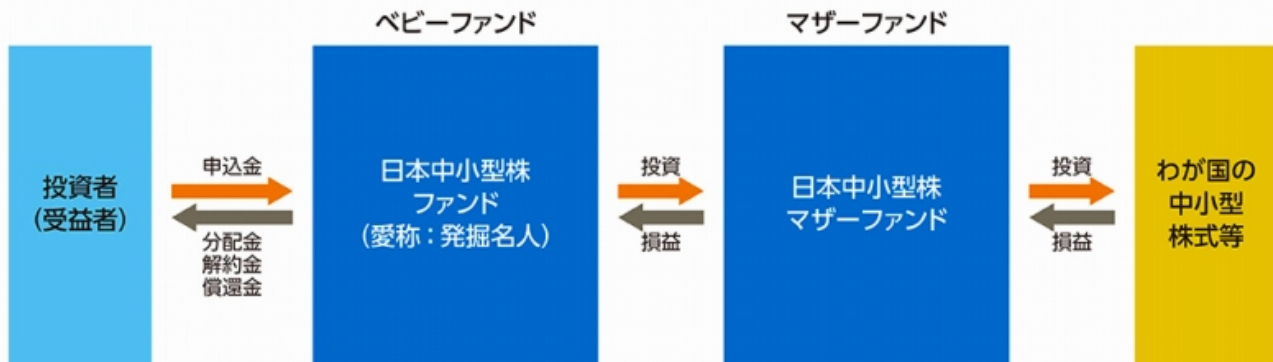 ベビーファンド
マザーファンド
投資者
(受益者)
申込金
分配金
解約金
償還金
日本中小型株
ファンド
(愛称:発掘名人)
投資
損益
日本中小型株
マザーファンド
投資
損益
わが国の
中小型
株式等